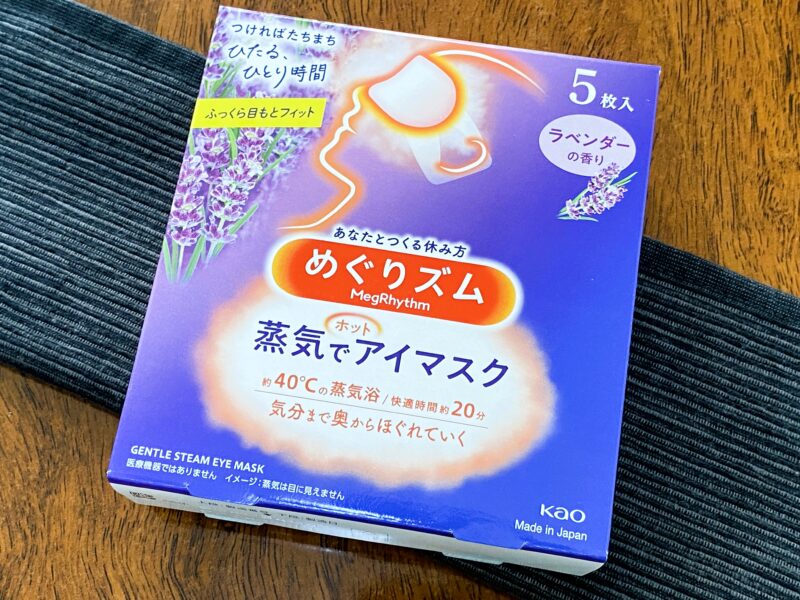 つければたちまち
ひたる、
ひとり時間
ふっくら目もとフィット
5枚入
ラベンダー
の香り
あなたとつくる休み方
めぐりズム
MegRhythm
ホット
蒸気でアイマスク
約40℃の蒸気浴/快適時間約20分
気分まで奥からほぐれていく
GENTLE STEAM EYE MASK
医療機器ではありません イメージ:蒸気は目に見えません
Kao
Made in Japan